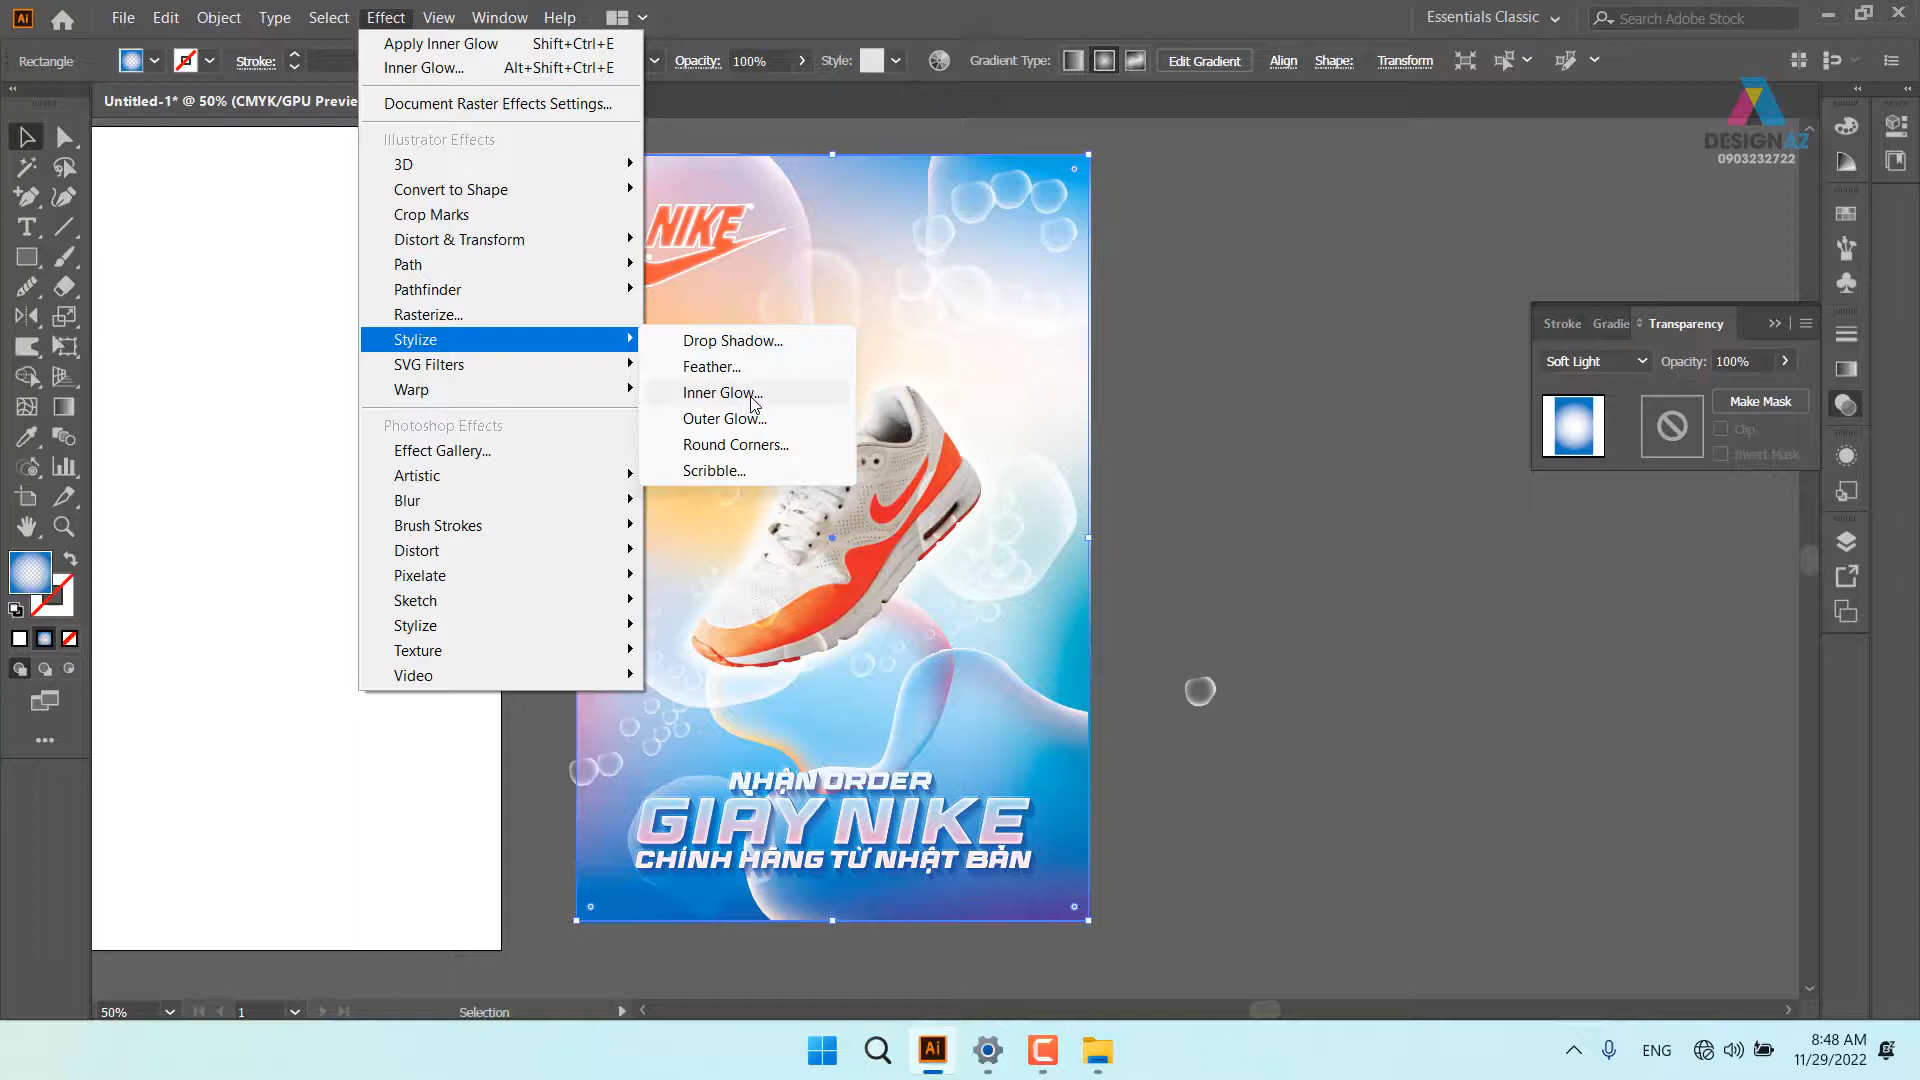 Ai File Edit Object Type Select Effect View Window Help Essentials Classic Search Adobe Stock
Rectangle Stroke: Opacity: 100% Style: Gradient Type: Edit Gradient Align Shape: Transform
Untitled-1* @ 50% (CMYK/GPU Previe
Apply Inner Glow Shift+Ctrl+E
Inner Glow... Alt+Shift+Ctrl+E
Document Raster Effects Settings...
Illustrator Effects
3D
Convert to Shape
Crop Marks
Distort & Transform
Path
Pathfinder
Rasterize...
Stylize
SVG Filters
Warp
Photoshop Effects
Effect Gallery...
Artistic
Blur
Brush Strokes
Distort
Pixelate
Sketch
Stylize
Texture
Video
Drop Shadow...
Feather...
Inner Glow...
Outer Glow...
Round Corners...
Scribble...
DESIGNAZ
0903232722
Stroke Gradie Transparency
Soft Light Opacity: 100%
Make Mask
Clip
Invert Mask
NIKE
NHẬN ORDER
GIÀY NIKE
CHÍNH HÃNG TỪ NHẬT BẢN
50% 1 Selection
Ai
ENG
8:48 AM
11/29/2022